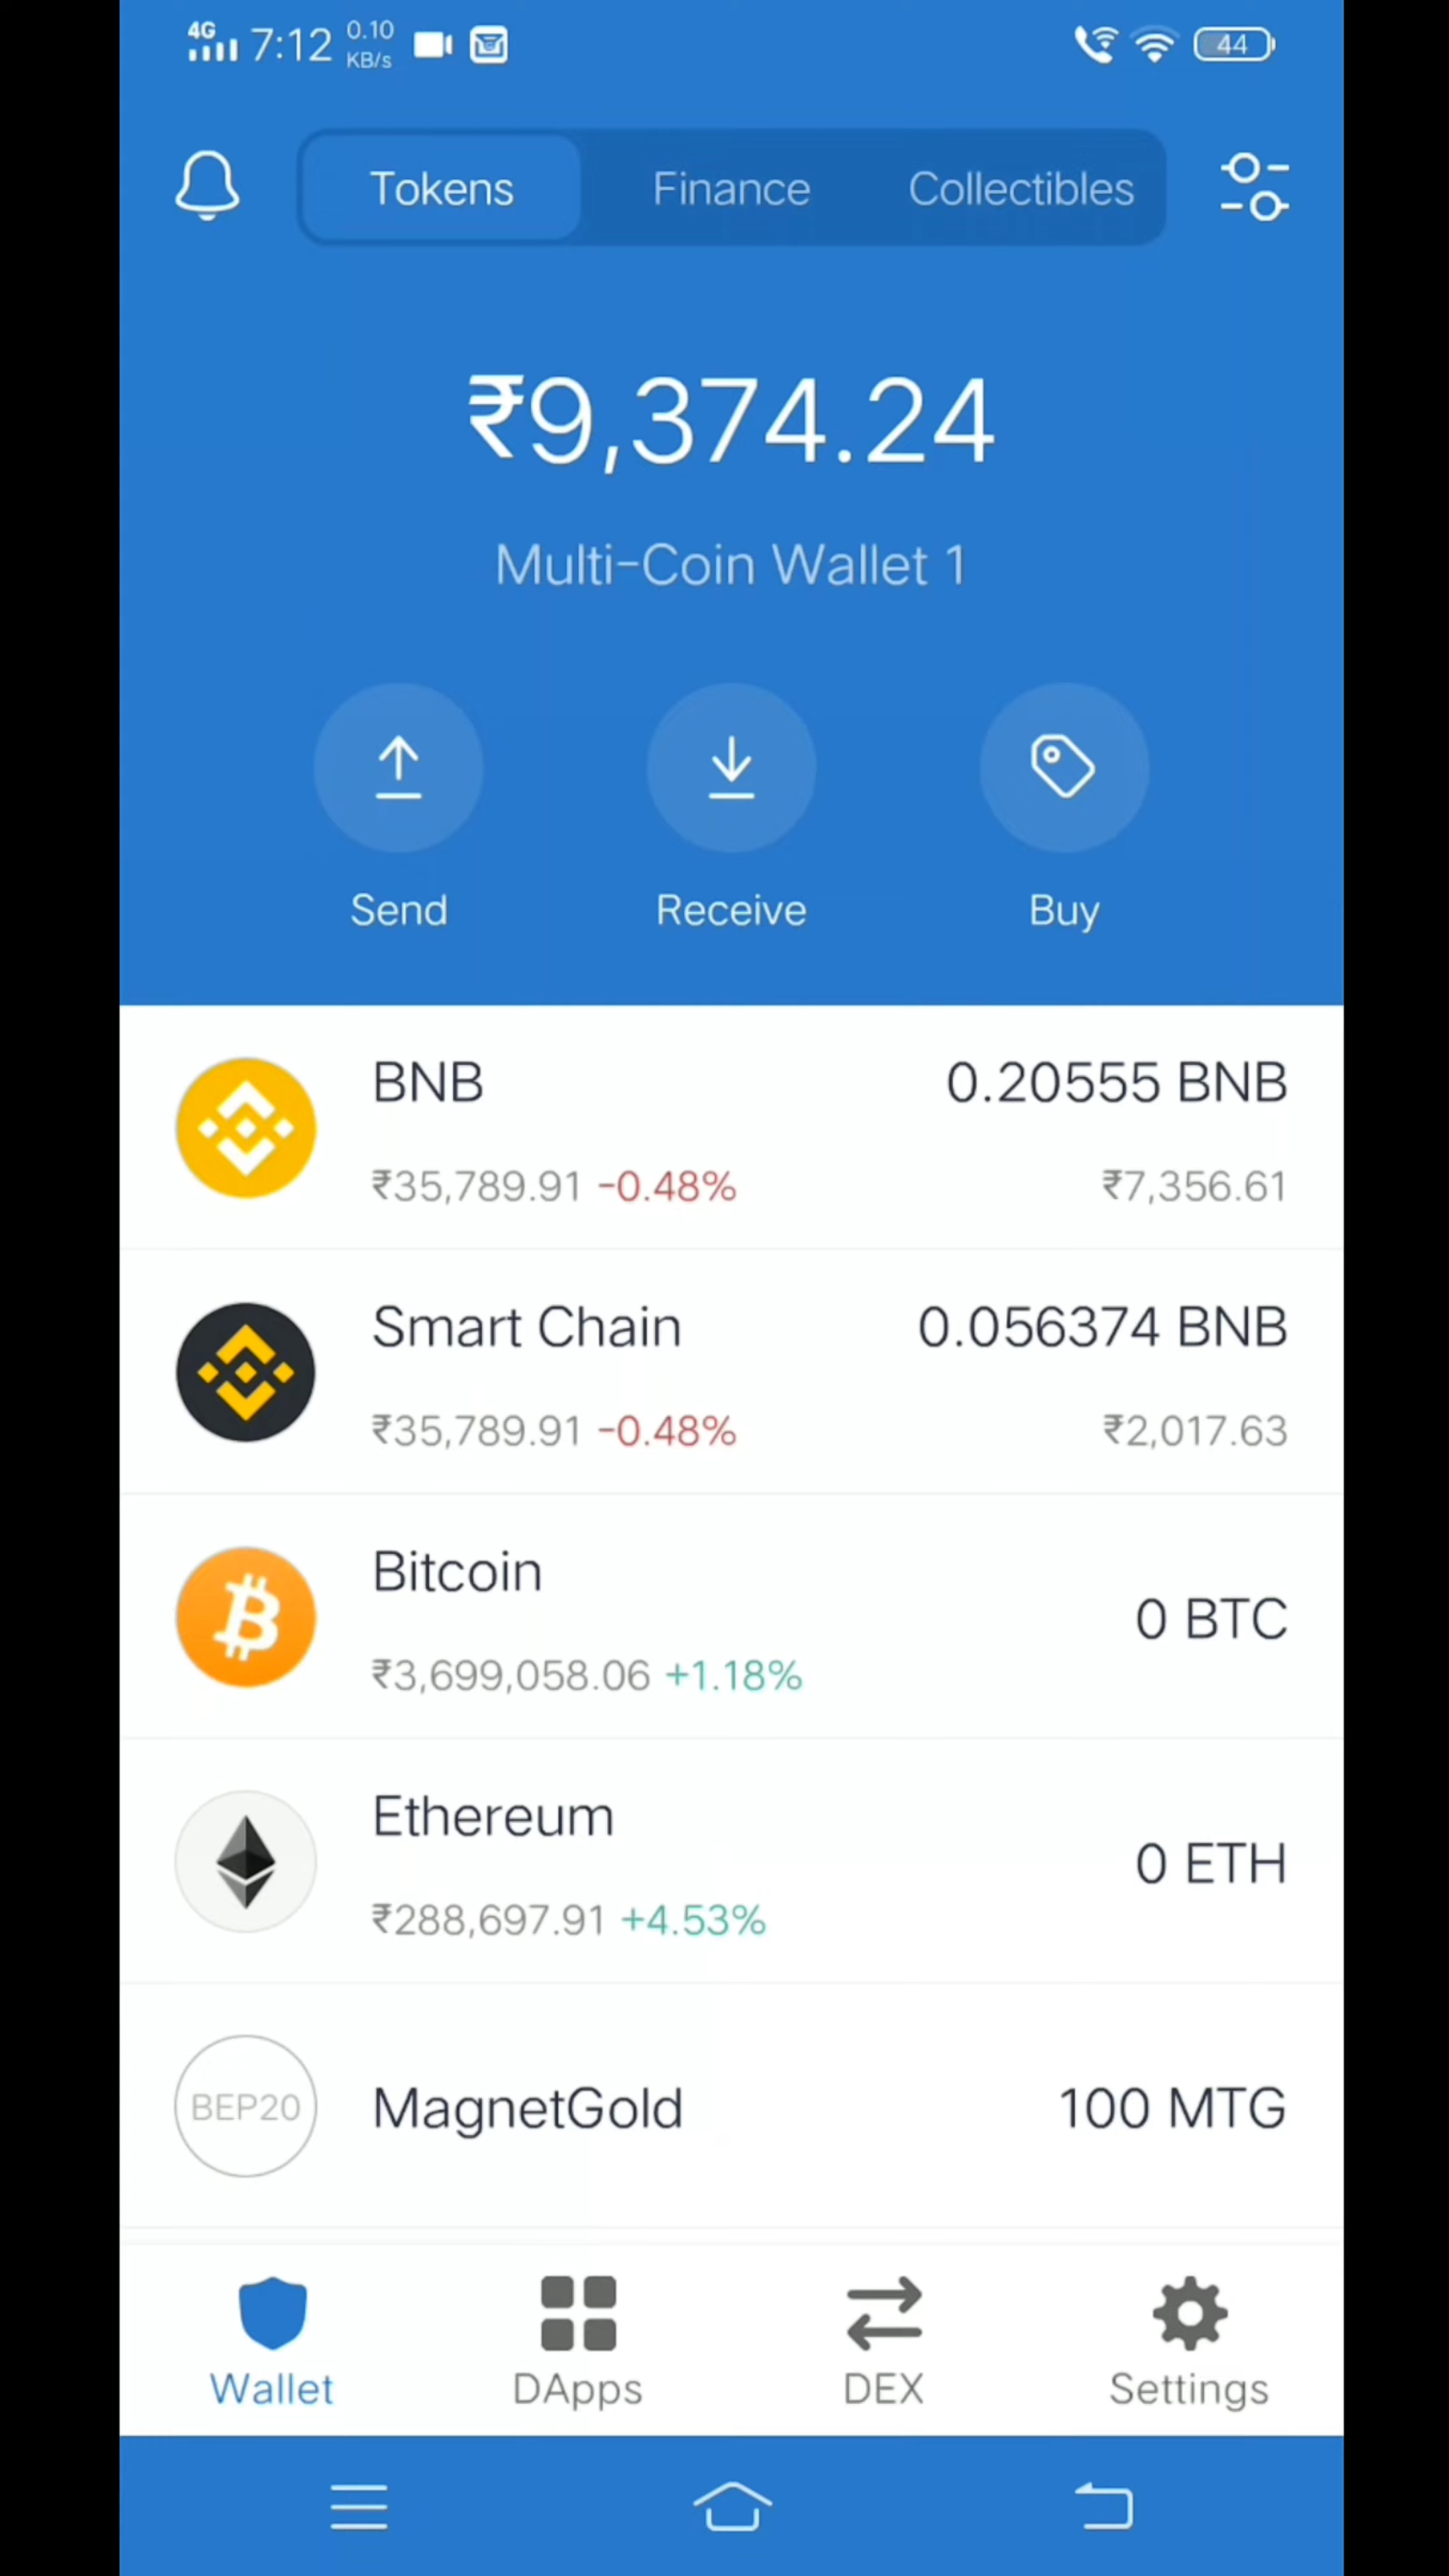 4G 7:12 0.10 KB/s 44
Tokens Finance Collectibles
₹9,374.24
Multi-Coin Wallet 1
Send Receive Buy
BNB 0.20555 BNB
₹35,789.91 -0.48% ₹7,356.61
Smart Chain 0.056374 BNB
₹35,789.91 -0.48% ₹2,017.63
Bitcoin 0 BTC
₹3,699,058.06 +1.18%
Ethereum 0 ETH
₹288,697.91 +4.53%
BEP20 MagnetGold 100 MTG
Wallet DApps DEX Settings